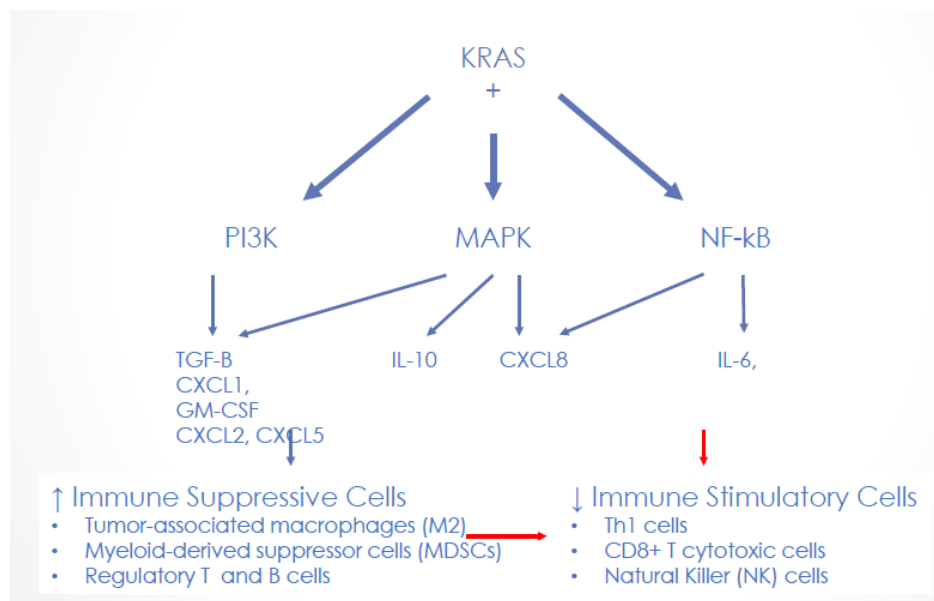 KRAS
+
PI3K
MAPK
NF-kB
TGF-B
CXCL1,
GM-CSF
CXCL2, CXCL5
IL-10
CXCL8
IL-6,
↑ Immune Suppressive Cells
• Tumor-associated macrophages (M2)
• Myeloid-derived suppressor cells (MDSCs)
• Regulatory T and B cells
↓ Immune Stimulatory Cells
• Th1 cells
• CD8+ T cytotoxic cells
• Natural Killer (NK) cells